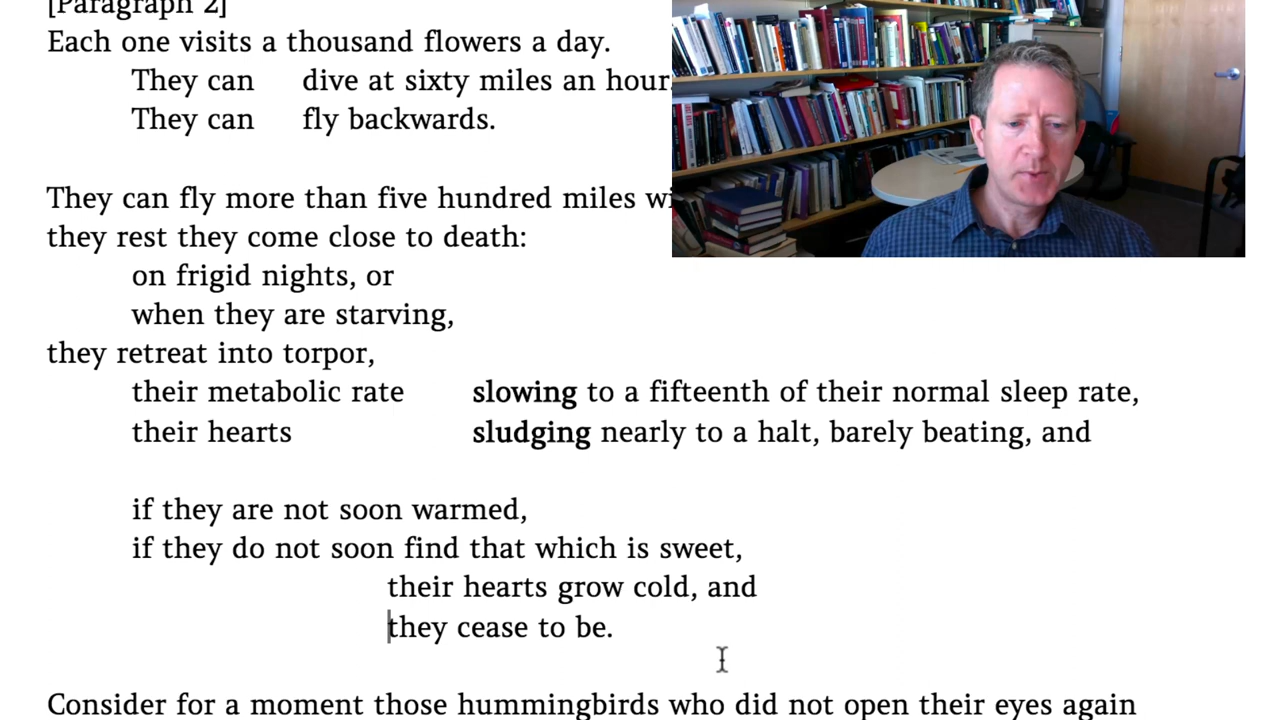 [Paragraph 2]
Each one visits a thousand flowers a day.
They can dive at sixty miles an hour.
They can fly backwards.
They can fly more than five hundred miles
they rest they come close to death:
on frigid nights, or
when they are starving,
they retreat into torpor,
their metabolic rate slowing to a fifteenth of their normal sleep rate,
their hearts sludging nearly to a halt, barely beating, and
if they are not soon warmed,
if they do not soon find that which is sweet,
their hearts grow cold, and
they cease to be.
Consider for a moment those hummingbirds who did not open their eyes again